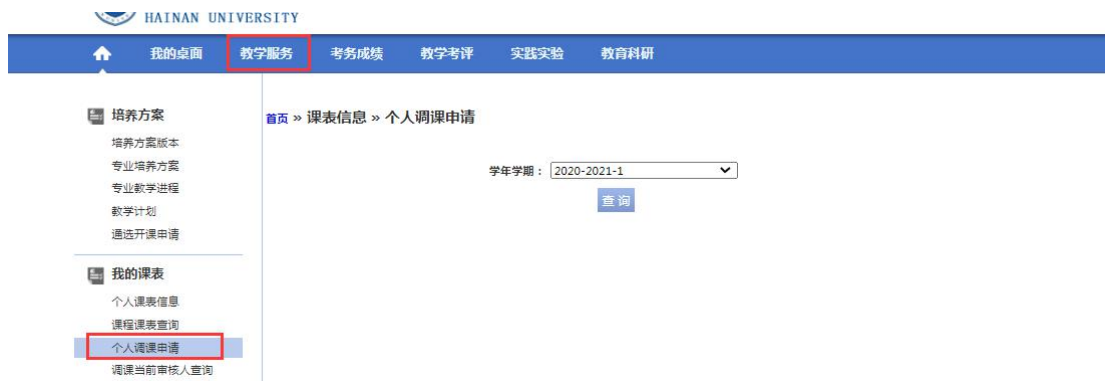 HAINAN UNIVERSITY
我的桌面 教学服务 考务成绩 教学考评 实践实验 教育科研
培养方案
培养方案版本
专业培养方案
专业教学进程
教学计划
通选开课申请
我的课表
个人课表信息
课程课表查询
个人调课申请
调课当前审核人查询
首页 » 课表信息 » 个人调课申请
学年学期： 2020-2021-1
查询